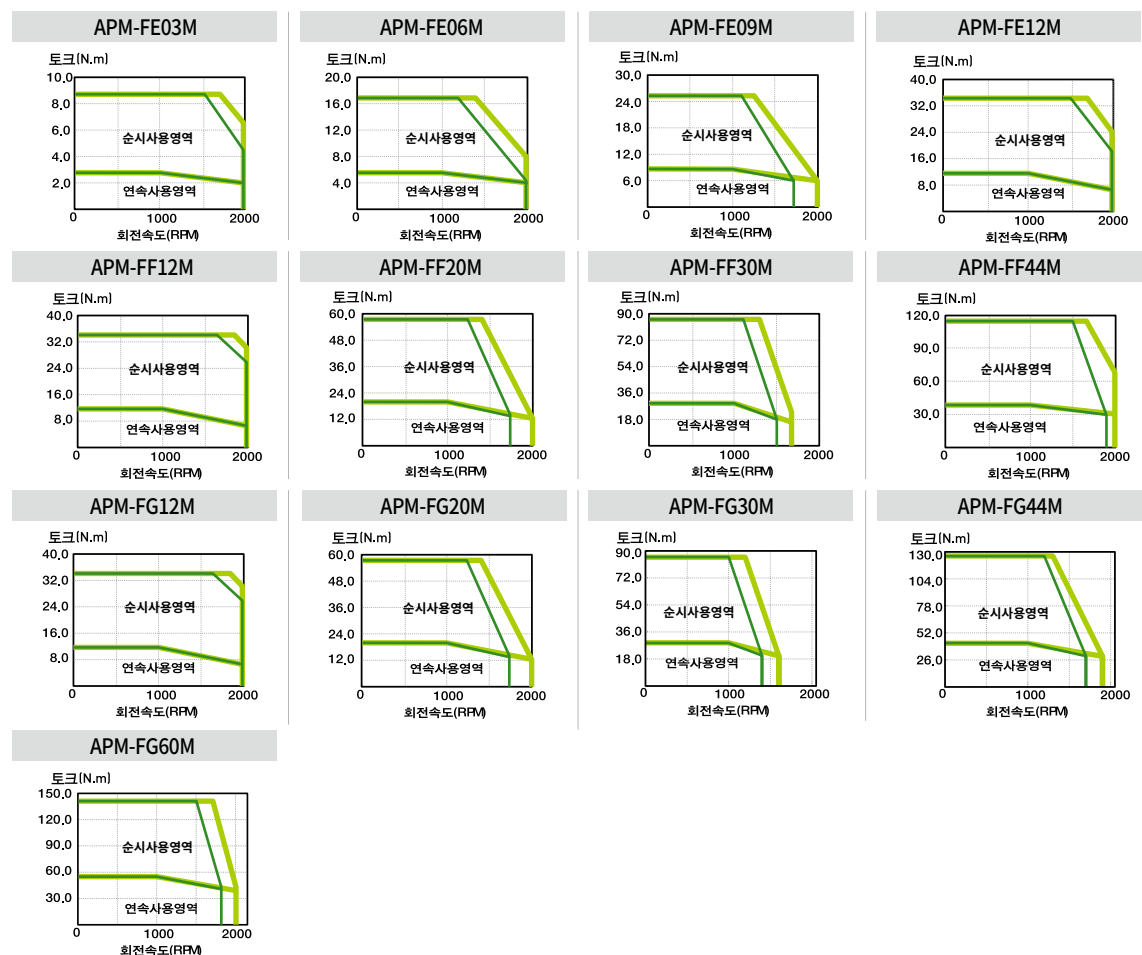 APM-FE03M
토크(N.m)
10.0
8.0
6.0
4.0
2.0
순시사용영역
연속사용영역
0 1000 2000
회전속도(RPM)
APM-FE06M
토크(N.m)
20.0
16.0
12.0
8.0
4.0
순시사용영역
연속사용영역
0 1000 2000
회전속도(RPM)
APM-FE09M
토크(N.m)
30.0
24.0
18.0
12.0
6.0
순시사용영역
연속사용영역
0 1000 2000
회전속도(RPM)
APM-FE12M
토크(N.m)
40.0
32.0
24.0
16.0
8.0
순시사용영역
연속사용영역
0 1000 2000
회전속도(RPM)
APM-FF12M
토크(N.m)
40.0
32.0
24.0
16.0
8.0
순시사용영역
연속사용영역
0 1000 2000
회전속도(RPM)
APM-FF20M
토크(N.m)
60.0
48.0
36.0
24.0
12.0
순시사용영역
연속사용영역
0 1000 2000
회전속도(RPM)
APM-FF30M
토크(N.m)
90.0
72.0
54.0
36.0
18.0
순시사용영역
연속사용영역
0 1000 2000
회전속도(RPM)
APM-FF44M
토크(N.m)
120.0
90.0
60.0
30.0
순시사용영역
연속사용영역
0 1000 2000
회전속도(RPM)
APM-FG12M
토크(N.m)
40.0
32.0
24.0
16.0
8.0
순시사용영역
연속사용영역
0 1000 2000
회전속도(RPM)
APM-FG20M
토크(N.m)
60.0
48.0
36.0
24.0
12.0
순시사용영역
연속사용영역
0 1000 2000
회전속도(RPM)
APM-FG30M
토크(N.m)
90.0
72.0
54.0
36.0
18.0
순시사용영역
연속사용영역
0 1000 2000
회전속도(RPM)
APM-FG44M
토크(N.m)
130.0
104.0
78.0
52.0
26.0
순시사용영역
연속사용영역
0 1000 2000
회전속도(RPM)
APM-FG60M
토크(N.m)
150.0
120.0
90.0
60.0
30.0
순시사용영역
연속사용영역
0 1000 2000
회전속도(RPM)